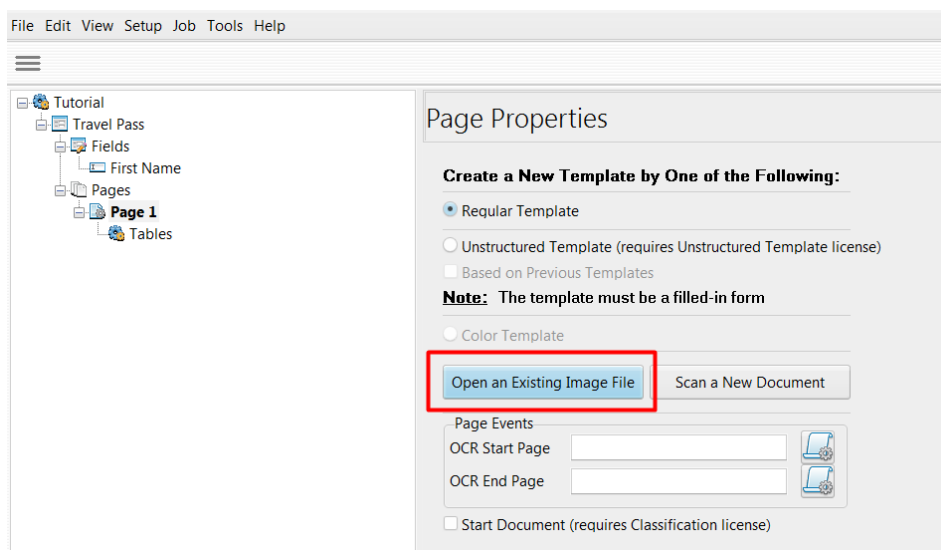 File Edit View Setup Job Tools Help
Tutorial
Travel Pass
Fields
First Name
Pages
Page 1
Tables
Page Properties
Create a New Template by One of the Following:
Regular Template
Unstructured Template (requires Unstructured Template license)
Based on Previous Templates
Note: The template must be a filled-in form
Color Template
Open an Existing Image File Scan a New Document
Page Events
OCR Start Page
OCR End Page
Start Document (requires Classification license)